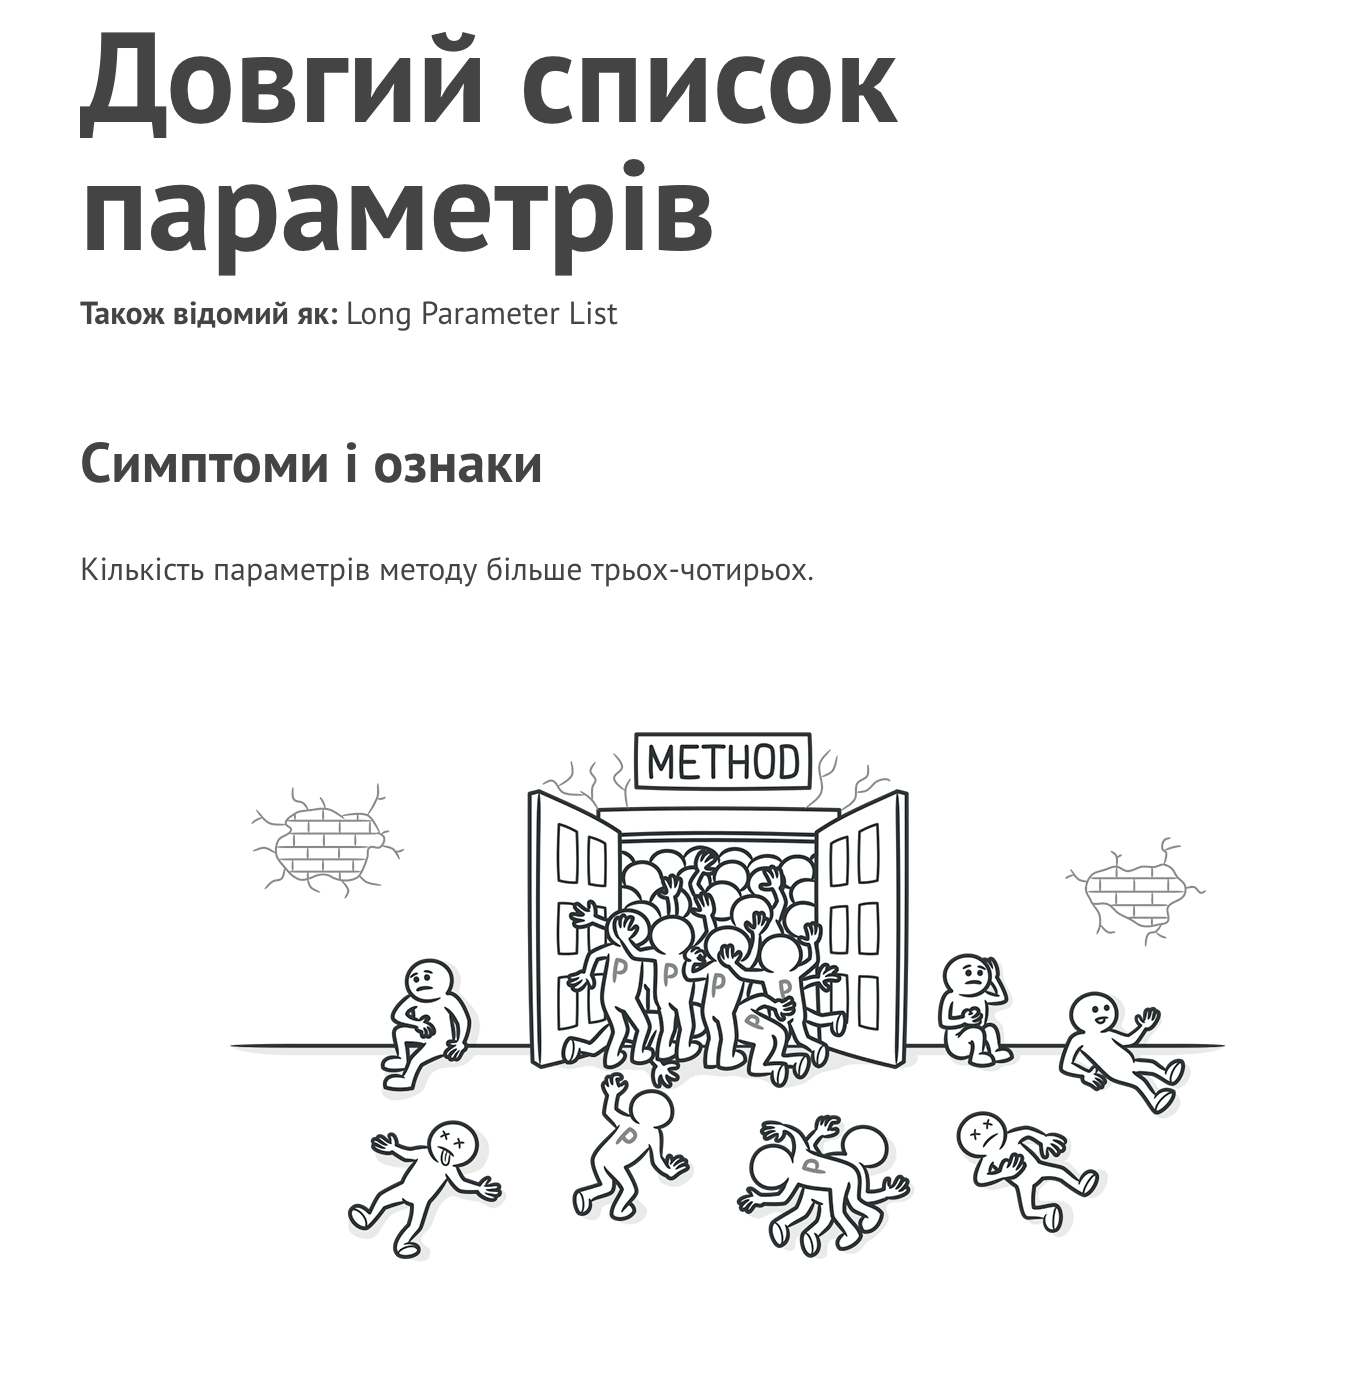 Довгий список
параметрів
Також відомий як: Long Parameter List
Симптоми і ознаки
Кількість параметрів методу більше трьох-чотирьох.
METHOD
P
P
P
P
P
P
P